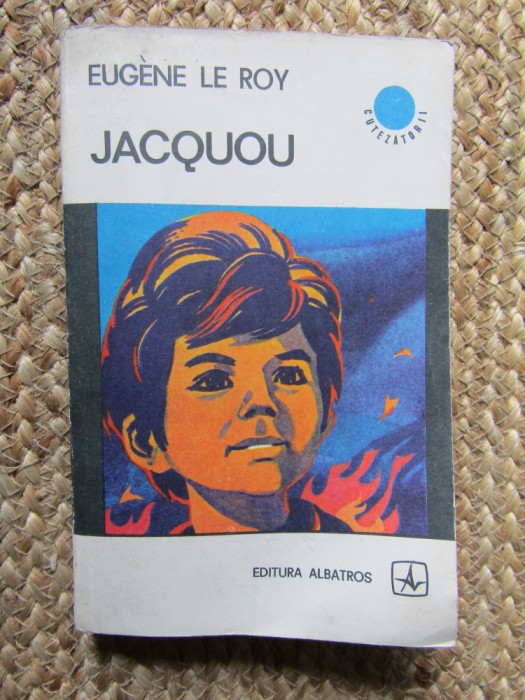 EUGÈNE LE ROY
CUTEZĂTORII
JACQUOU
EDITURA ALBATROS